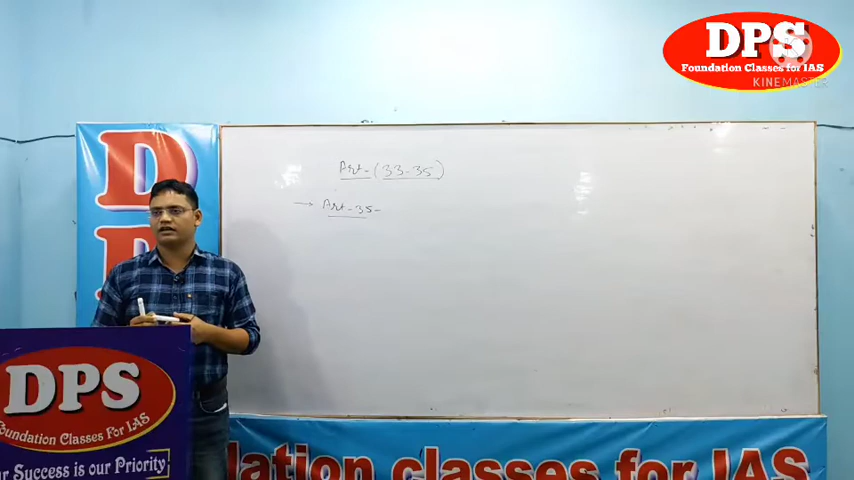 DPS
Foundation Classes for IAS
KINEMASTER
Art-(33-35)
→ Art-35-
D
DPS
Foundation Classes for IAS
r Success is our Priority
dation classes for IAS